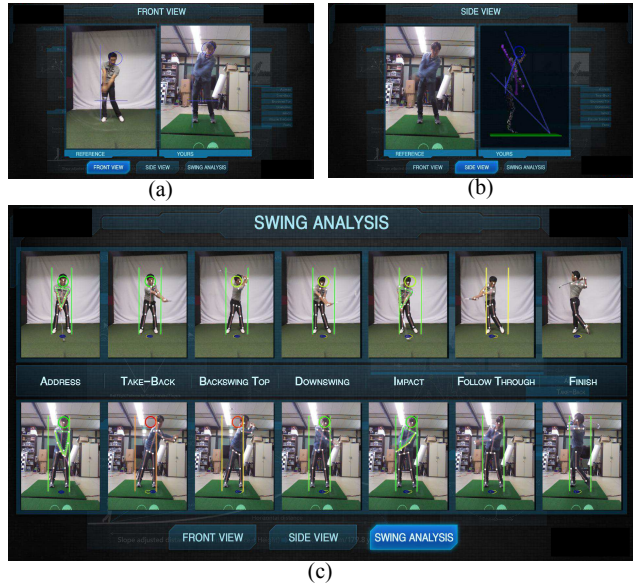 FRONT VIEW
REFERENCE
YOURS
FRONT VIEW
SIDE VIEW
SWING ANALYSIS
(a)
SIDE VIEW
REFERENCE
YOURS
FRONT VIEW
SIDE VIEW
SWING ANALYSIS
(b)
SWING ANALYSIS
ADDRESS
TAKE-BACK
BACKSWING TOP
DOWNSWING
IMPACT
FOLLOW THROUGH
FINISH
FRONT VIEW
SIDE VIEW
SWING ANALYSIS
(c)